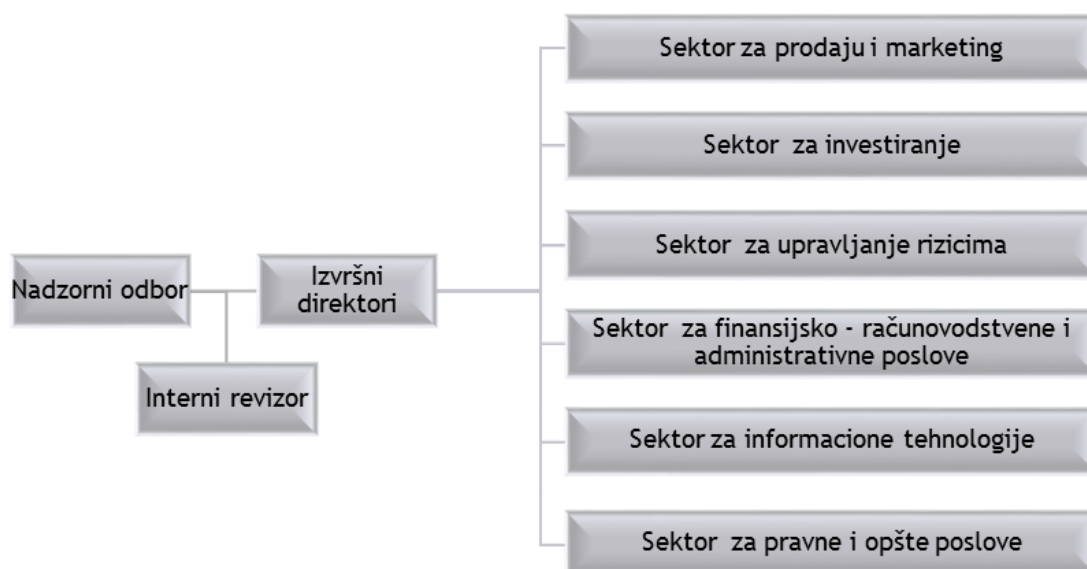 Nadzorni odbor
Izvršni
direktori
Interni revizor
Sektor za prodaju i marketing
Sektor za investiranje
Sektor za upravljanje rizicima
Sektor za finansijsko - računovodstvene i
administrativne poslove
Sektor za informacione tehnologije
Sektor za pravne i opšte poslove